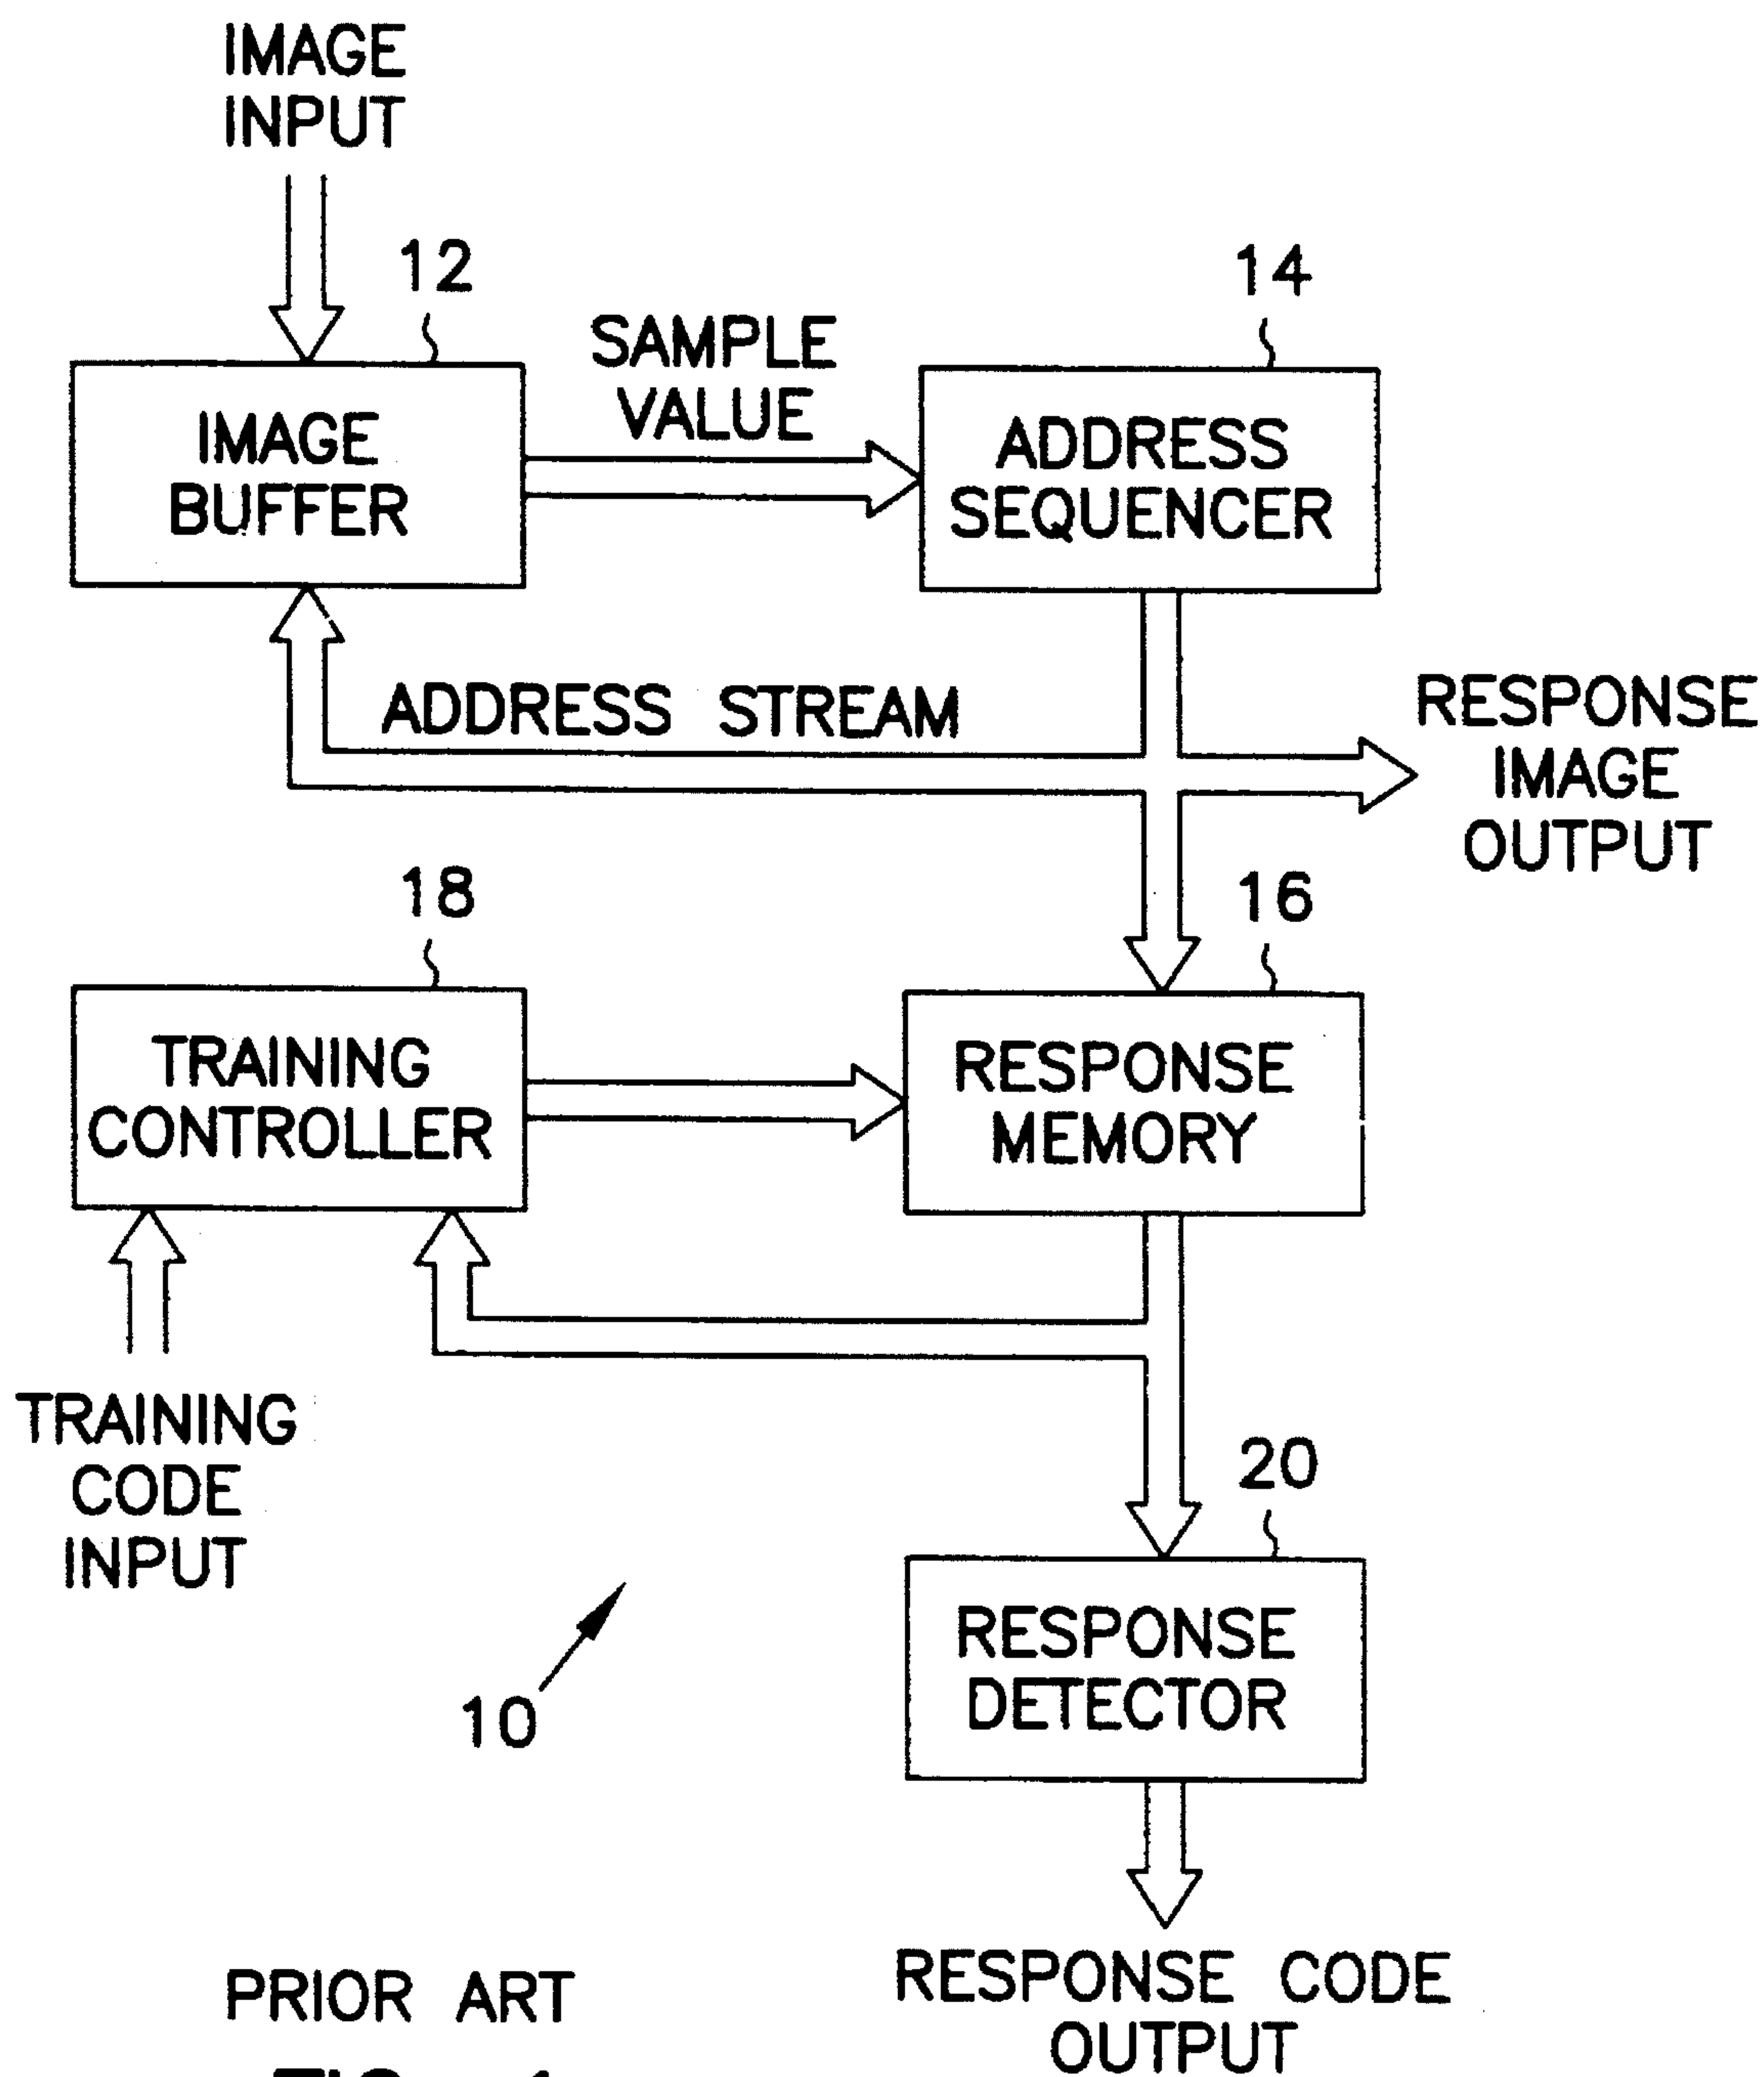 IMAGE
INPUT
12
14
SAMPLE
VALUE
IMAGE
BUFFER
ADDRESS
SEQUENCER
ADDRESS STREAM
RESPONSE
IMAGE
OUTPUT
18
16
TRAINING
CONTROLLER
RESPONSE
MEMORY
TRAINING
CODE
INPUT
20
RESPONSE
DETECTOR
10
RESPONSE CODE
OUTPUT
PRIOR ART